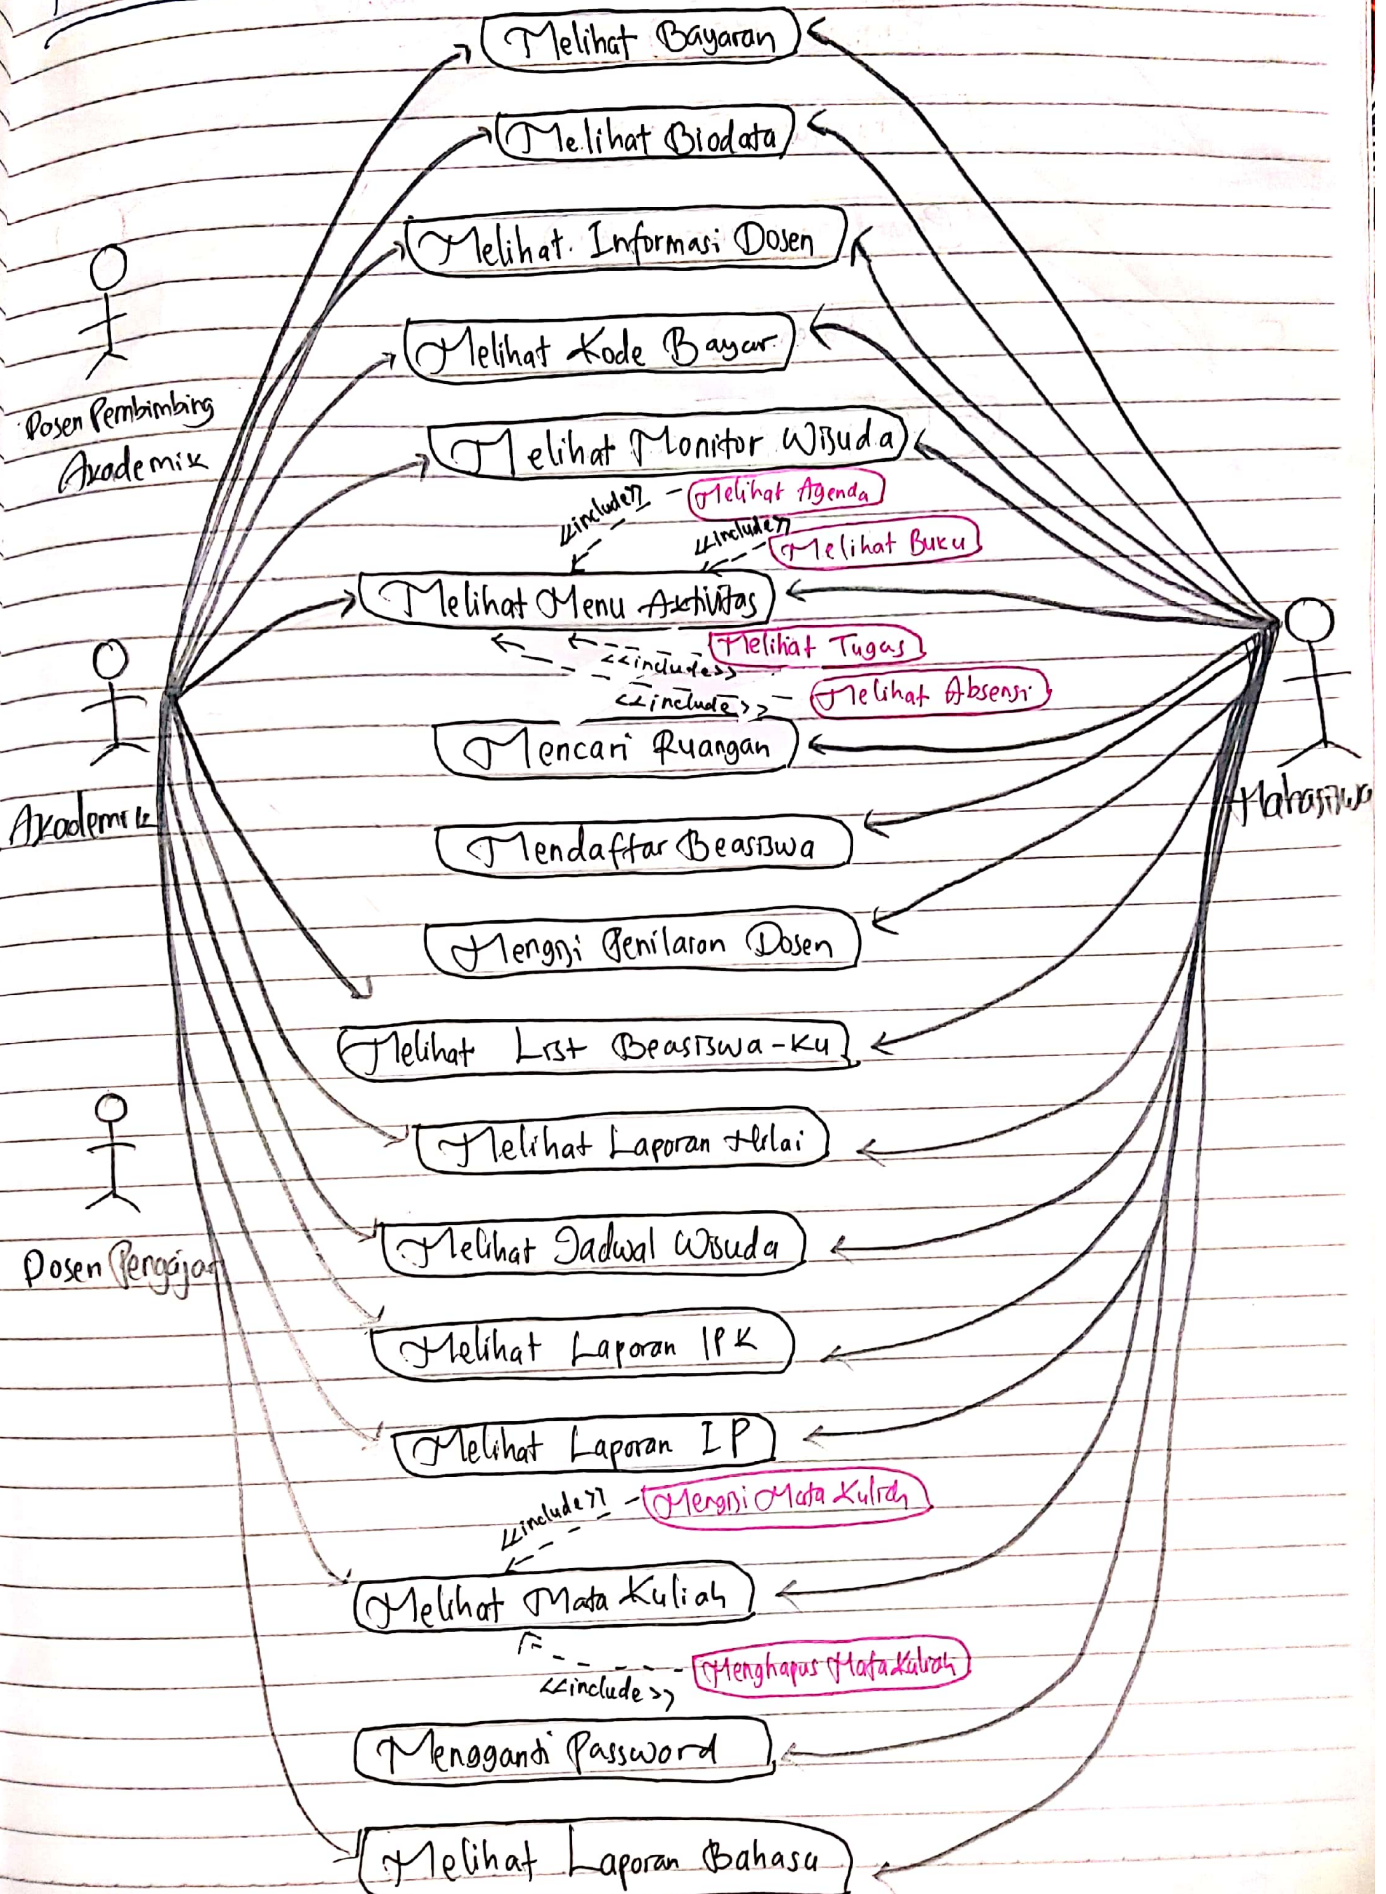 Melihat Bayaran
Melihat Biodata
Melihat Informasi Dosen
Melihat Kode Bayar
Dosen Pembimbing
Akademik
Melihat Monitor Wisuda
<<include>>
Melihat Agenda
<<include>>
Melihat Buku
Melihat Menu Aktivitas
Melihat Tugas
<<include>>
Melihat Absensi
<<include>>
Mencari Ruangan
Akademik
Mahasiswa
Mendaftar Beasiswa
Mengisi Penilaian Dosen
Melihat List Beasiswa-Ku
Melihat Laporan Nilai
Melihat Jadwal Wisuda
Dosen Pengajar
Melihat Laporan IPK
Melihat Laporan IP
<<include>>
Mengisi Mata Kuliah
Melihat Mata Kuliah
Menghapus Mata Kuliah
<<include>>
Mengganti Password
Melihat Laporan Bahasa